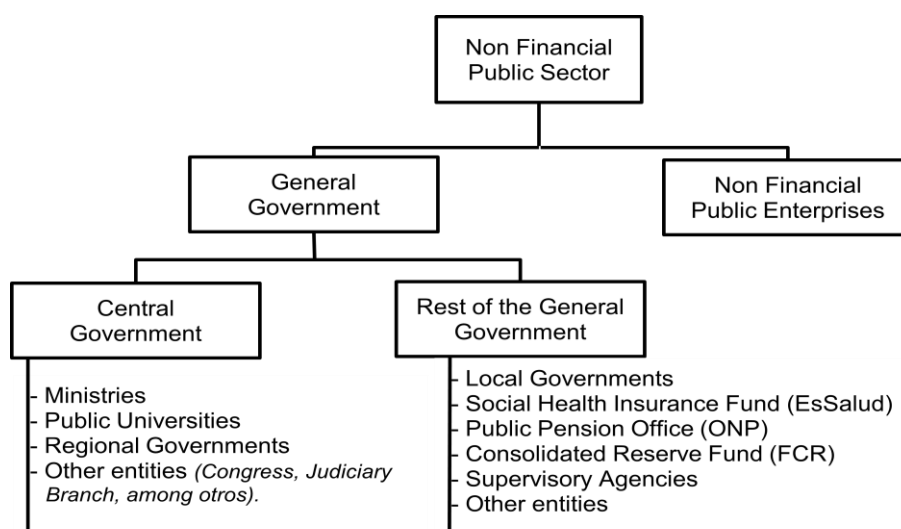 Non Financial
Public Sector
General
Government
Non Financial
Public Enterprises
Central
Government
Rest of the General
Government
- Ministries
- Public Universities
- Regional Governments
- Other entities (Congress, Judiciary
Branch, among otros).
- Local Governments
- Social Health Insurance Fund (EsSalud)
- Public Pension Office (ONP)
- Consolidated Reserve Fund (FCR)
- Supervisory Agencies
- Other entities